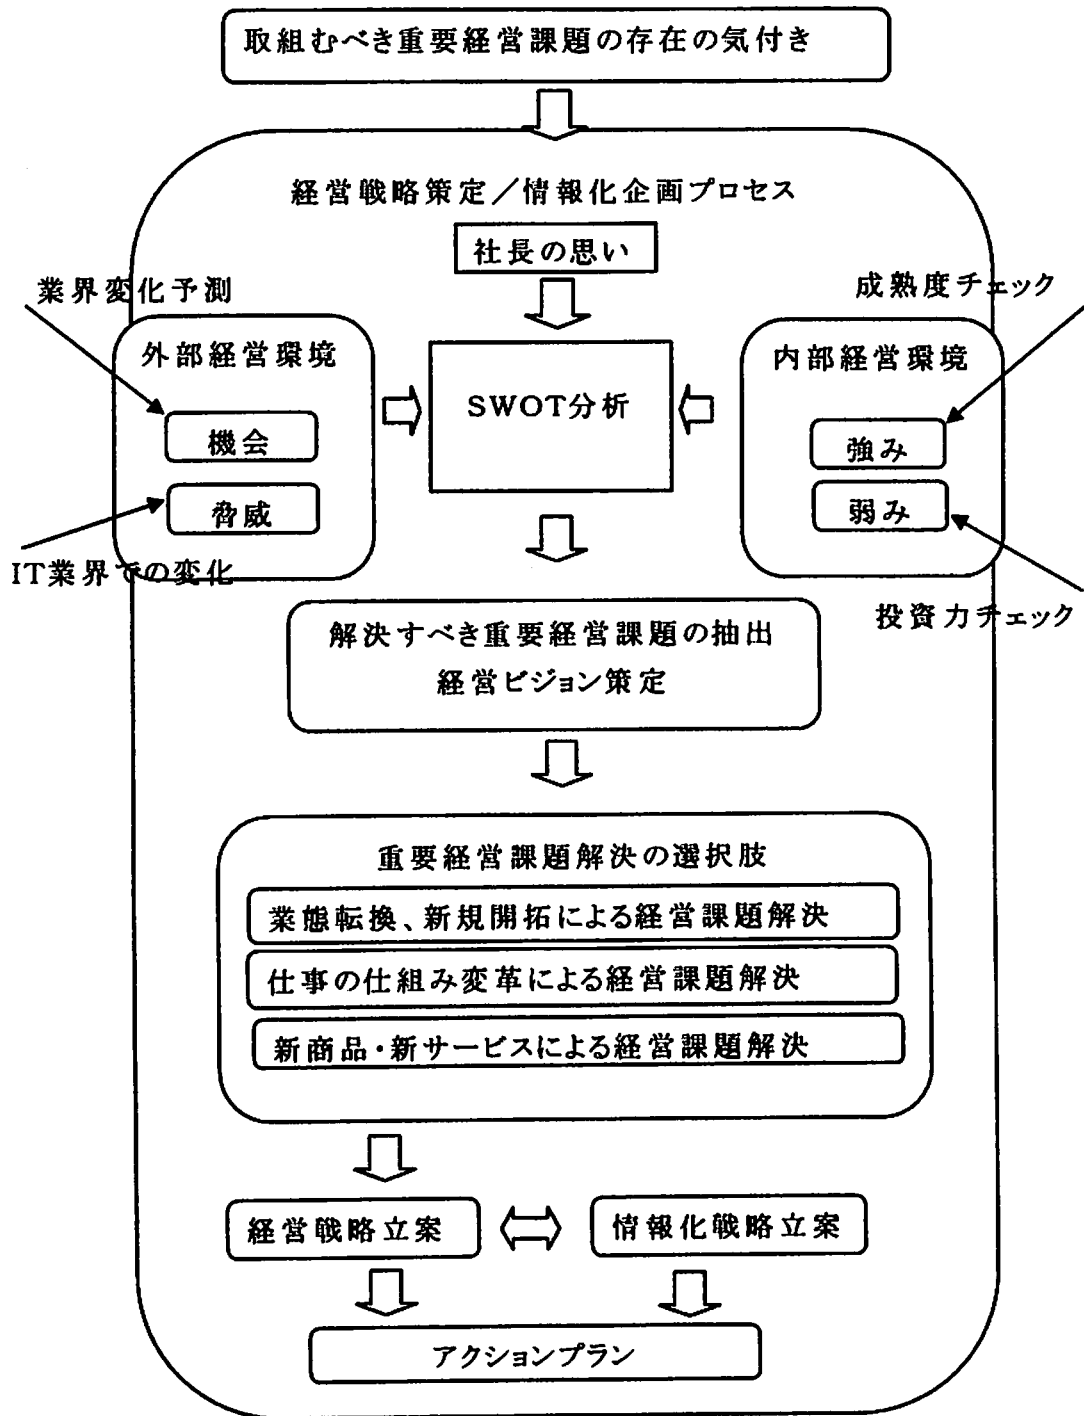 取組むべき重要経営課題の存在の気付き
経営戦略策定／情報化企画プロセス
社長の思い
業界変化予測
成熟度チェック
外部経営環境
内部経営環境
SWOT分析
機会
強み
脅威
弱み
IT業界での変化
投資力チェック
解決すべき重要経営課題の抽出
経営ビジョン策定
重要経営課題解決の選択肢
業態転換、新規開拓による経営課題解決
仕事の仕組み変革による経営課題解決
新商品・新サービスによる経営課題解決
経営戦略立案
情報化戦略立案
アクションプラン